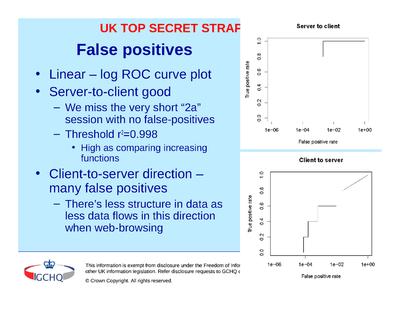 UK TOP SECRET STRAP
False positives
• Linear – log ROC curve plot
• Server-to-client good
– We miss the very short “2a”
session with no false-positives
– Threshold r²=0.998
• High as comparing increasing
functions
• Client-to-server direction –
many false positives
– There’s less structure in data as
less data flows in this direction
when web-browsing
Server to client
True positive rate
0.0 0.2 0.4 0.6 0.8 1.0
1e-06 1e-04 1e-02 1e+00
False positive rate
Client to server
True positive rate
0.0 0.2 0.4 0.6 0.8 1.0
1e-06 1e-04 1e-02 1e+00
False positive rate
GCHQ
This information is exempt from disclosure under the Freedom of Infor
other UK information legislation. Refer disclosure requests to GCHQ o
© Crown Copyright. All rights reserved.